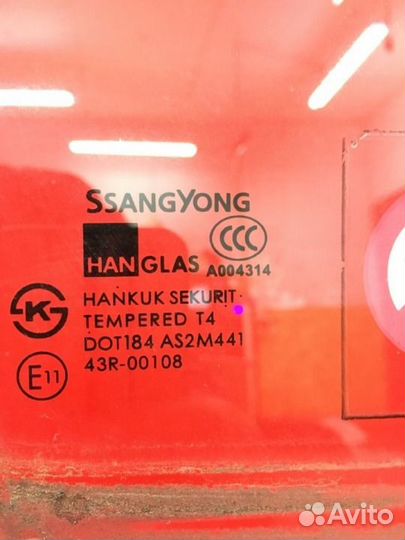 SSANGYONG
CCC
HANGLAS A004314
HANKUK SEKURIT
TEMPERED T4
DOT184 AS2M441
E11 43R-00108
Avito